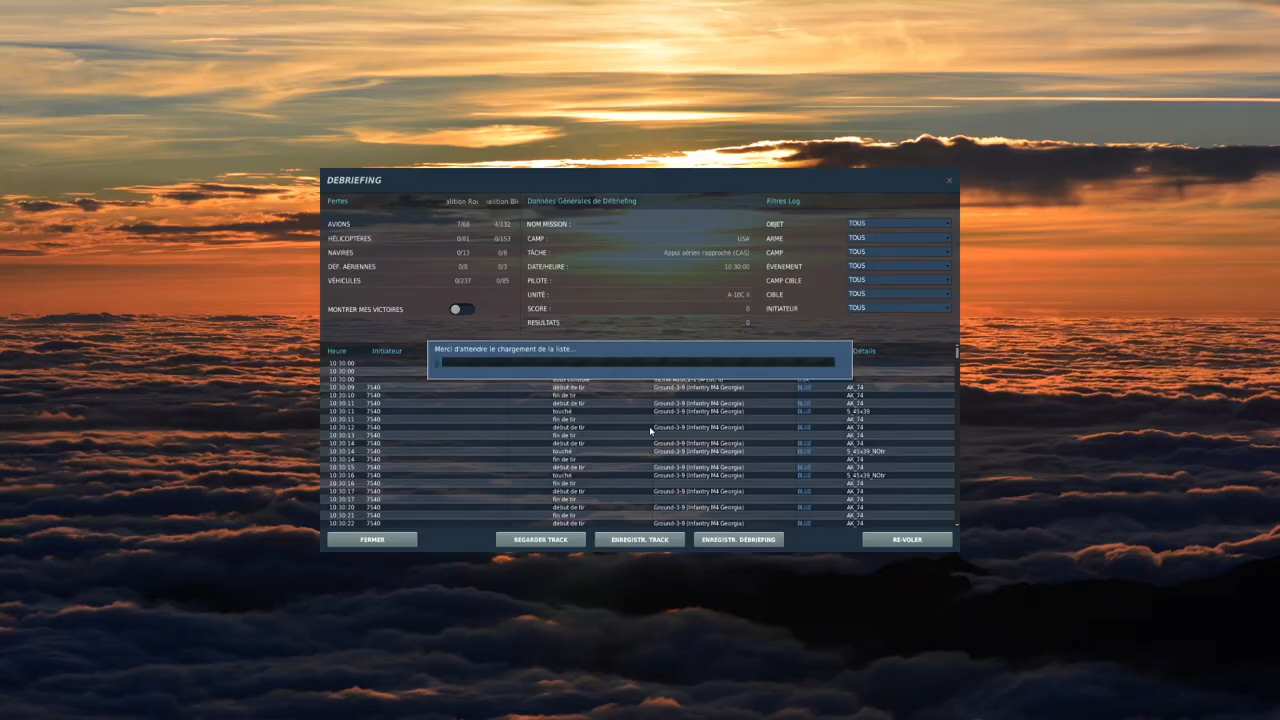 DEBRIEFING
Pertes
Données Générales de Débriefing
Filtres Log
AVIONS 7/68 4/132 NOM MISSION : OBJET TOUS
HÉLICOPTÈRES 0/81 0/153 CAMP : USA ARME TOUS
NAVIRES 0/13 0/9 TÂCHE : Appui aérien rapproché (CAS) CAMP TOUS
DÉF. AÉRIENNES 0/8 0/3 DATE/HEURE : 10:30:00 ÉVENEMENT TOUS
VÉHICULES 0/237 0/85 PILOTE : CAMP CIBLE TOUS
UNITÉ : A-10C II CIBLE TOUS
MONTRER MES VICTOIRES SCORE : 0 INITIATEUR TOUS
RESULTATS 0
Merci d'attendre le chargement de la liste...
Heure Initiateur Détails
10:30:00
10:30:00
10:30:00
10:30:09 7540 début de tir Ground-3-9 (Infantry M4 Georgia) BLUE AK_74
10:30:10 7540 fin de tir AK_74
10:30:11 7540 début de tir Ground-3-9 (Infantry M4 Georgia) BLUE AK_74
10:30:11 7540 touché Ground-3-9 (Infantry M4 Georgia) BLUE 5_45x39
10:30:11 7540 fin de tir AK_74
10:30:12 7540 début de tir Ground-3-9 (Infantry M4 Georgia) BLUE AK_74
10:30:13 7540 fin de tir AK_74
10:30:14 7540 début de tir Ground-3-9 (Infantry M4 Georgia) BLUE AK_74
10:30:14 7540 touché Ground-3-9 (Infantry M4 Georgia) BLUE 5_45x39_NOtr
10:30:14 7540 fin de tir AK_74
10:30:15 7540 début de tir Ground-3-9 (Infantry M4 Georgia) BLUE AK_74
10:30:16 7540 touché Ground-3-9 (Infantry M4 Georgia) BLUE 5_45x39_NOtr
10:30:16 7540 fin de tir AK_74
10:30:17 7540 début de tir Ground-3-9 (Infantry M4 Georgia) BLUE AK_74
10:30:17 7540 fin de tir AK_74
10:30:20 7540 début de tir Ground-3-9 (Infantry M4 Georgia) BLUE AK_74
10:30:21 7540 fin de tir AK_74
10:30:22 7540 début de tir Ground-3-9 (Infantry M4 Georgia) BLUE AK_74
FERMER REGARDER TRACK ENREGISTR. TRACK ENREGISTR. DÉBRIEFING RE-VOLER